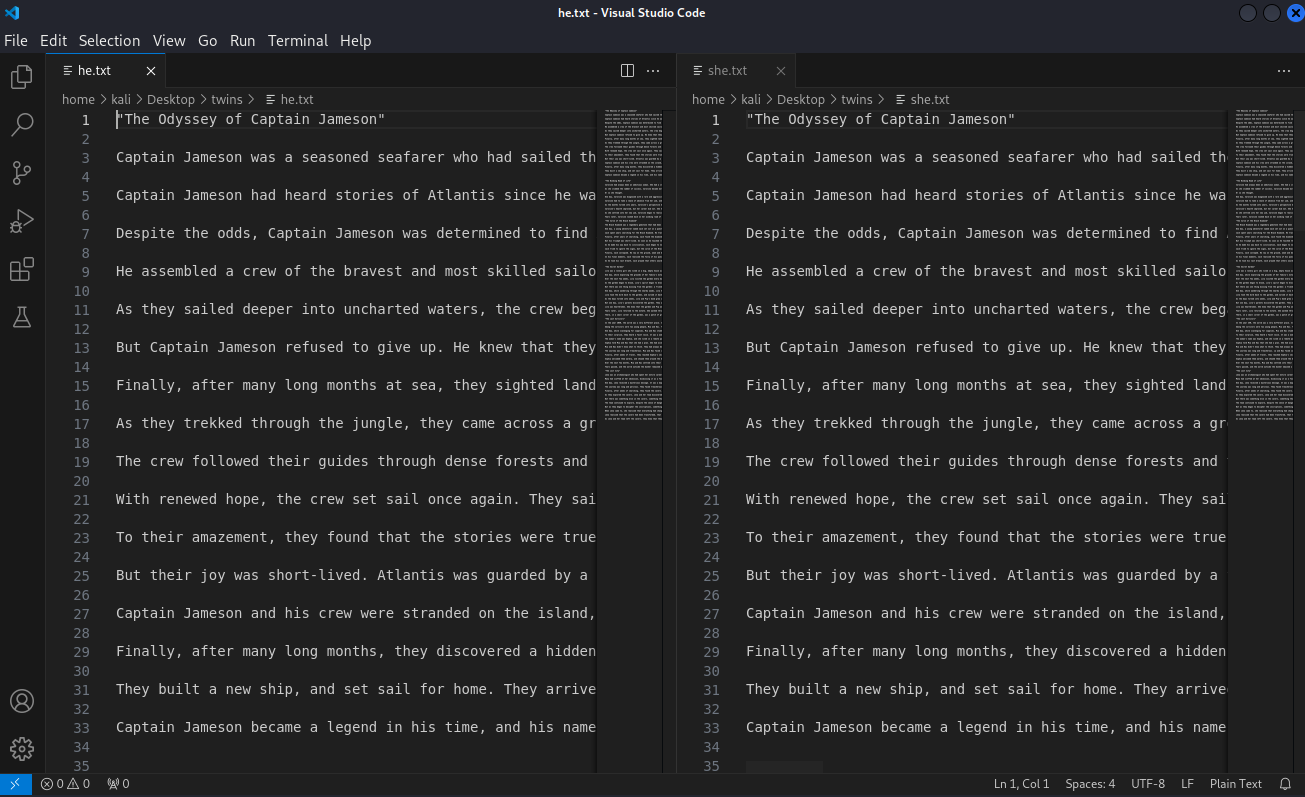 he.txt - Visual Studio Code
File Edit Selection View Go Run Terminal Help
he.txt
she.txt
home > kali > Desktop > twins > he.txt
home > kali > Desktop > twins > she.txt
1 "The Odyssey of Captain Jameson"
2
3 Captain Jameson was a seasoned seafarer who had sailed th
4
5 Captain Jameson had heard stories of Atlantis since he wa
6
7 Despite the odds, Captain Jameson was determined to find
8
9 He assembled a crew of the bravest and most skilled sailo
10
11 As they sailed deeper into uncharted waters, the crew beg
12
13 But Captain Jameson refused to give up. He knew that they
14
15 Finally, after many long months at sea, they sighted land
16
17 As they trekked through the jungle, they came across a gr
18
19 The crew followed their guides through dense forests and
20
21 With renewed hope, the crew set sail once again. They sai
22
23 To their amazement, they found that the stories were true
24
25 But their joy was short-lived. Atlantis was guarded by a
26
27 Captain Jameson and his crew were stranded on the island,
28
29 Finally, after many long months, they discovered a hidden
30
31 They built a new ship, and set sail for home. They arrive
32
33 Captain Jameson became a legend in his time, and his name
34
35
1 "The Odyssey of Captain Jameson"
2
3 Captain Jameson was a seasoned seafarer who had sailed th
4
5 Captain Jameson had heard stories of Atlantis since he wa
6
7 Despite the odds, Captain Jameson was determined to find
8
9 He assembled a crew of the bravest and most skilled sailo
10
11 As they sailed deeper into uncharted waters, the crew beg
12
13 But Captain Jameson refused to give up. He knew that they
14
15 Finally, after many long months at sea, they sighted land
16
17 As they trekked through the jungle, they came across a gr
18
19 The crew followed their guides through dense forests and
20
21 With renewed hope, the crew set sail once again. They sai
22
23 To their amazement, they found that the stories were true
24
25 But their joy was short-lived. Atlantis was guarded by a
26
27 Captain Jameson and his crew were stranded on the island,
28
29 Finally, after many long months, they discovered a hidden
30
31 They built a new ship, and set sail for home. They arrive
32
33 Captain Jameson became a legend in his time, and his name
34
35
0 0 0 Ln 1, Col 1 Spaces: 4 UTF-8 LF Plain Text